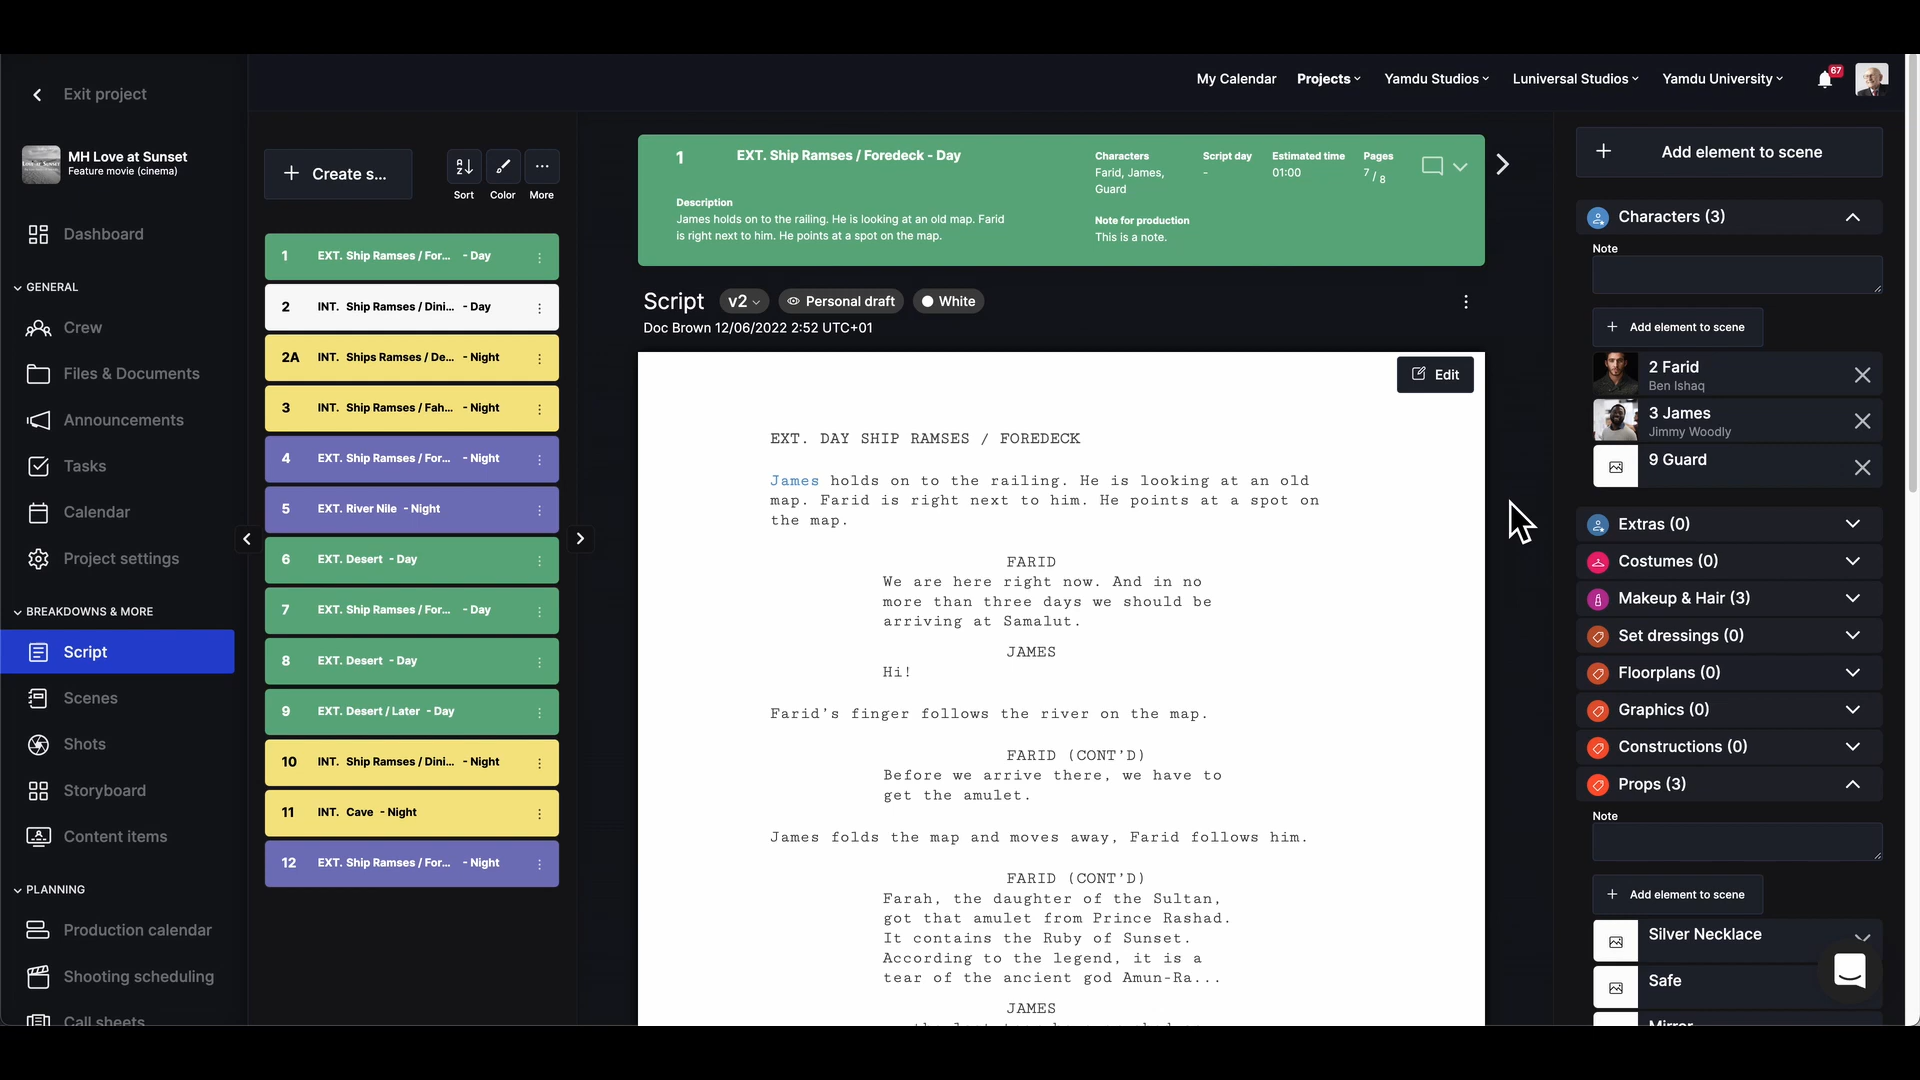 Exit project
MH Love at Sunset
Feature movie (cinema)
Dashboard
GENERAL
Crew
Files & Documents
Announcements
Tasks
Calendar
Project settings
BREAKDOWNS & MORE
Script
Scenes
Shots
Storyboard
Content items
PLANNING
Production calendar
Shooting scheduling
Call sheets
My Calendar
Projects
Yamdu Studios
Luniversal Studios
Yamdu University
67
Create s...
Sort
Color
More
1 EXT. Ship Ramses / For... - Day
2 INT. Ship Ramses / Dini... - Day
2A INT. Ships Ramses / De... - Night
3 INT. Ship Ramses / Fah... - Night
4 EXT. Ship Ramses / For... - Night
5 EXT. River Nile - Night
6 EXT. Desert - Day
7 EXT. Ship Ramses / For... - Day
8 EXT. Desert - Day
9 EXT. Desert / Later - Day
10 INT. Ship Ramses / Dini... - Night
11 INT. Cave - Night
12 EXT. Ship Ramses / For... - Night
1 EXT. Ship Ramses / Foredeck - Day
Description
James holds on to the railing. He is looking at an old map. Farid
is right next to him. He points at a spot on the map.
Characters
Farid, James,
Guard
Script day
-
Estimated time
01:00
Pages
7 / 8
Note for production
This is a note.
Script v2 Personal draft White
Doc Brown 12/06/2022 2:52 UTC+01
Edit
EXT. DAY SHIP RAMSES / FOREDECK
James holds on to the railing. He is looking at an old
map. Farid is right next to him. He points at a spot on
the map.
FARID
We are here right now. And in no
more than three days we should be
arriving at Samalut.
JAMES
Hi!
Farid's finger follows the river on the map.
FARID (CONT'D)
Before we arrive there, we have to
get the amulet.
James folds the map and moves away, Farid follows him.
FARID (CONT'D)
Farah, the daughter of the Sultan,
got that amulet from Prince Rashad.
It contains the Ruby of Sunset.
According to the legend, it is a
tear of the ancient god Amun-Ra...
JAMES
Add element to scene
Characters (3)
Note
Add element to scene
2 Farid
Ben Ishaq
3 James
Jimmy Woodly
9 Guard
Extras (0)
Costumes (0)
Makeup & Hair (3)
Set dressings (0)
Floorplans (0)
Graphics (0)
Constructions (0)
Props (3)
Note
Add element to scene
Silver Necklace
Safe
Mirror